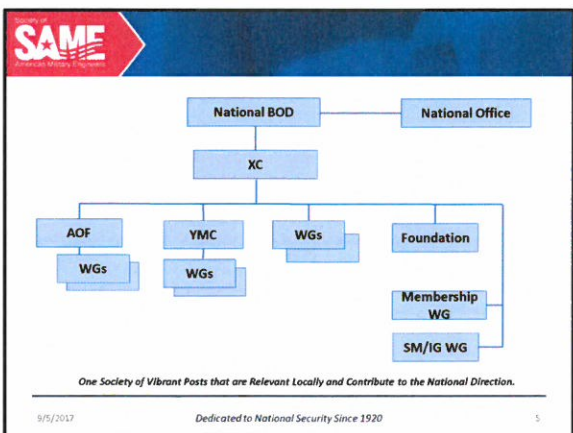 Society of
SAME
American Military Engineers
National BOD
National Office
XC
AOF
YMC
WGs
Foundation
WGs
WGs
Membership
WG
SM/IG WG
One Society of Vibrant Posts that are Relevant Locally and Contribute to the National Direction.
9/5/2017
Dedicated to National Security Since 1920
5